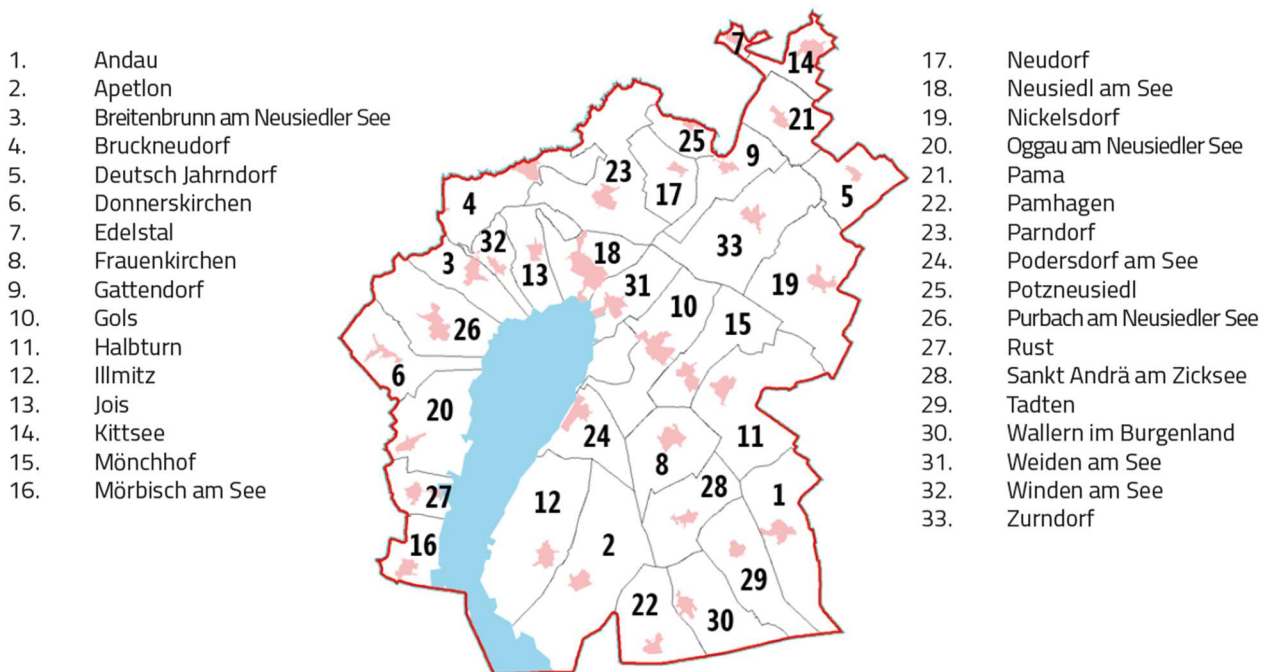 1. Andau
2. Apetlon
3. Breitenbrunn am Neusiedler See
4. Bruckneudorf
5. Deutsch Jahrndorf
6. Donnerskirchen
7. Edelstal
8. Frauenkirchen
9. Gattendorf
10. Gols
11. Halbturn
12. Illmitz
13. Jois
14. Kittsee
15. Mönchhof
16. Mörbisch am See
7
14
21
25
9
23
17
5
4
32
33
18
3
13
31
19
10
15
26
6
20
24
11
8
28
27
12
1
16
2
29
22
30
17. Neudorf
18. Neusiedl am See
19. Nickelsdorf
20. Oggau am Neusiedler See
21. Pama
22. Pamhagen
23. Parndorf
24. Podersdorf am See
25. Potzneusiedl
26. Purbach am Neusiedler See
27. Rust
28. Sankt Andrä am Zicksee
29. Tadten
30. Wallern im Burgenland
31. Weiden am See
32. Winden am See
33. Zurndorf